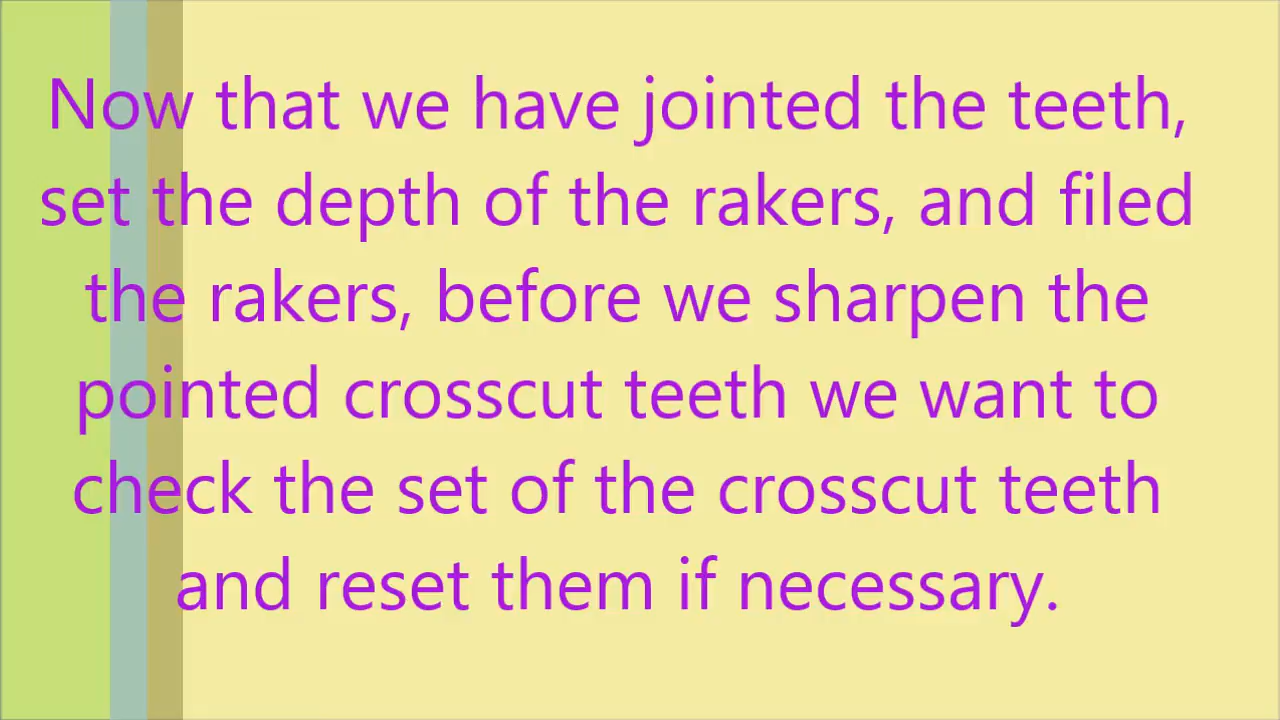 Now that we have jointed the teeth,
set the depth of the rakers, and filed
the rakers, before we sharpen the
pointed crosscut teeth we want to
check the set of the crosscut teeth
and reset them if necessary.